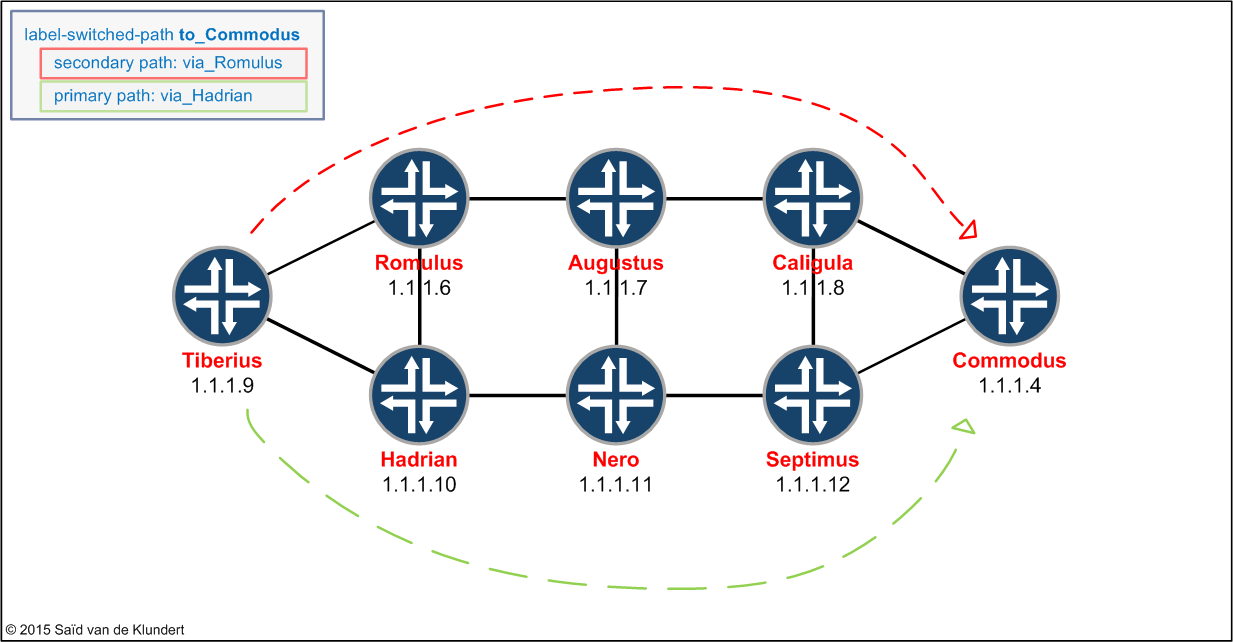 label-switched-path to_Commodus
secondary path: via_Romulus
primary path: via_Hadrian
Romulus
1.1.1.6
Augustus
1.1.1.7
Caligula
1.1.1.8
Tiberius
1.1.1.9
Commodus
1.1.1.4
Hadrian
1.1.1.10
Nero
1.1.1.11
Septimus
1.1.1.12
© 2015 Saïd van de Klundert